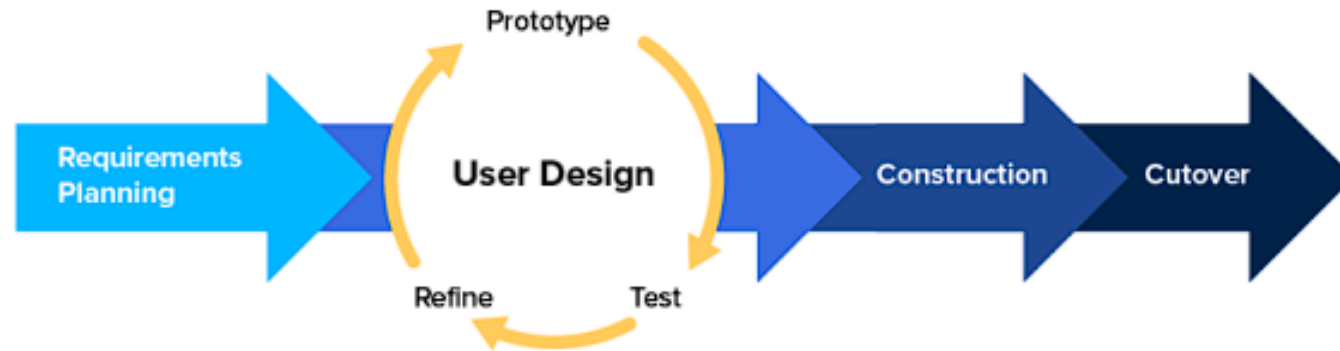 Prototype
Requirements
Planning
User Design
Construction
Cutover
Refine
Test